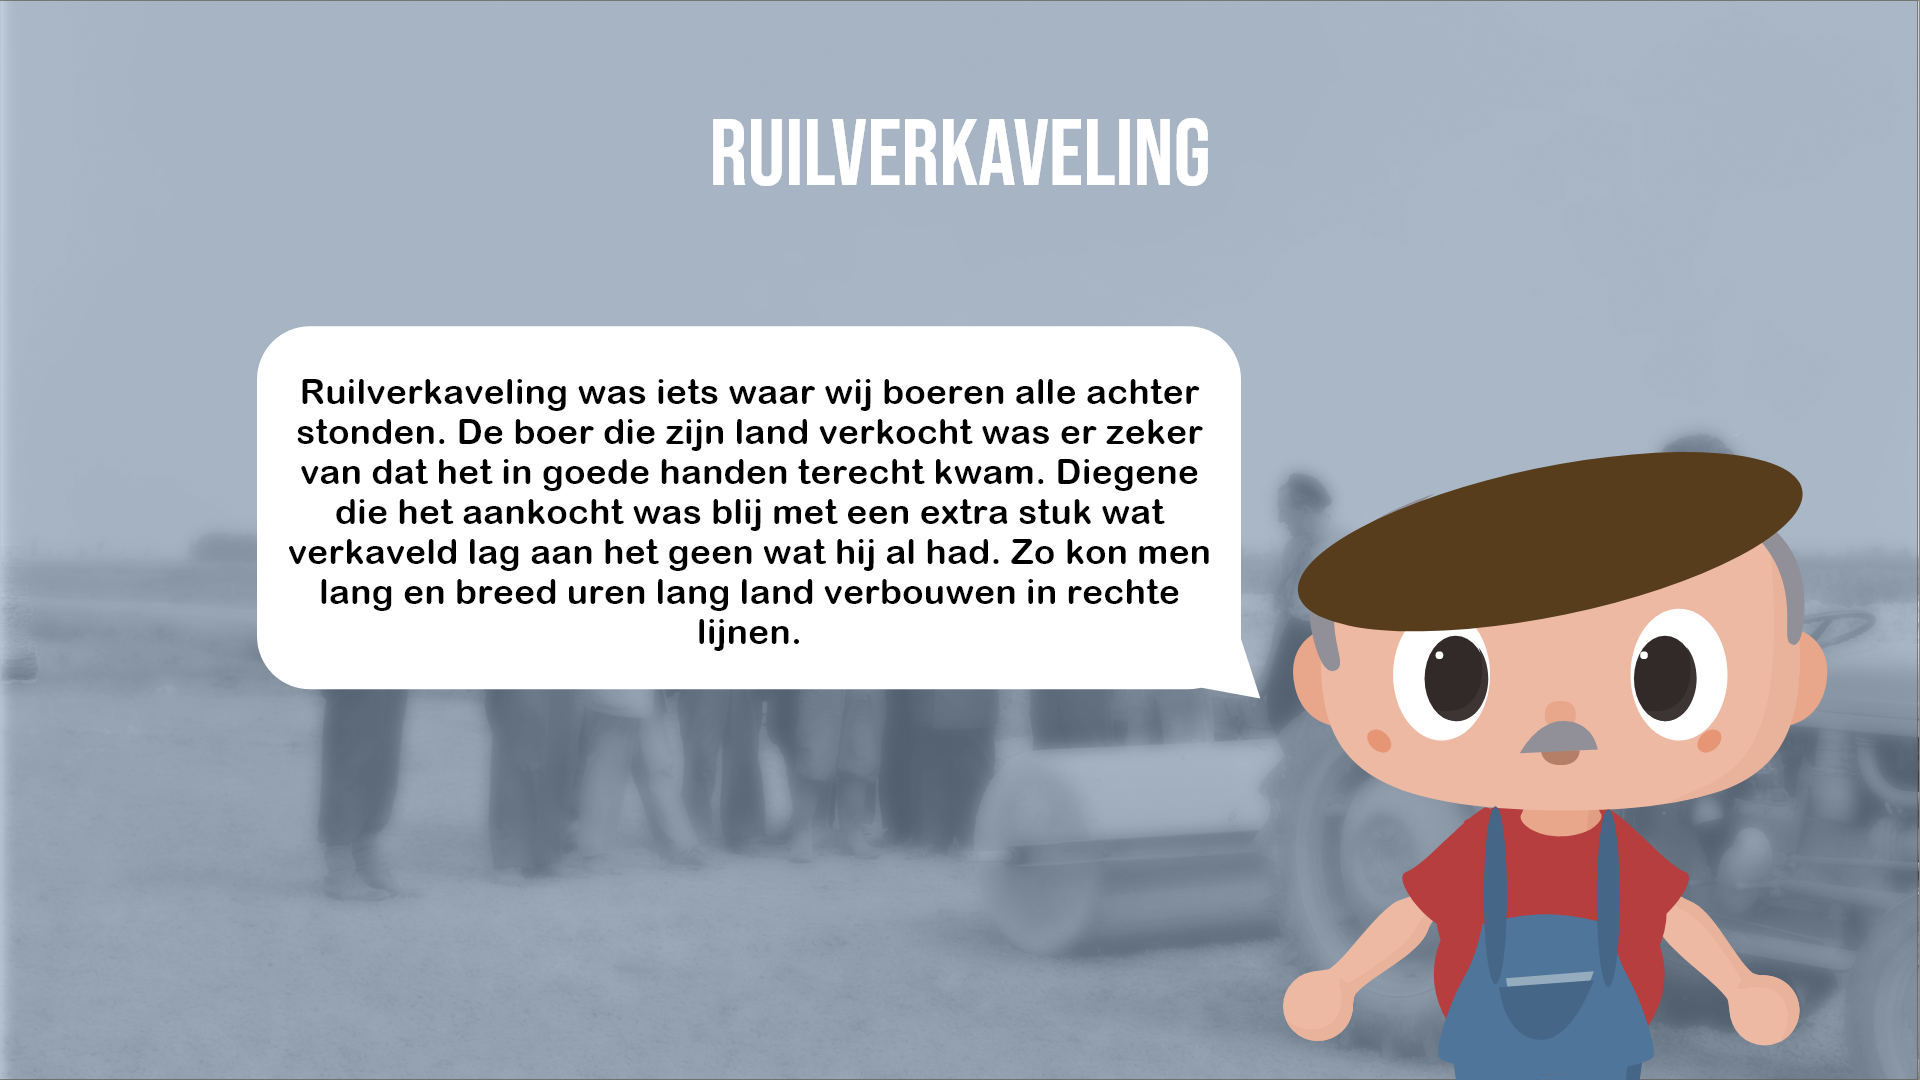 RUILVERKAVELING
Ruilverkaveling was iets waar wij boeren alle achter
stonden. De boer die zijn land verkocht was er zeker
van dat het in goede handen terecht kwam. Diegene
die het aankocht was blij met een extra stuk wat
verkaveld lag aan het geen wat hij al had. Zo kon men
lang en breed uren lang land verbouwen in rechte
lijnen.